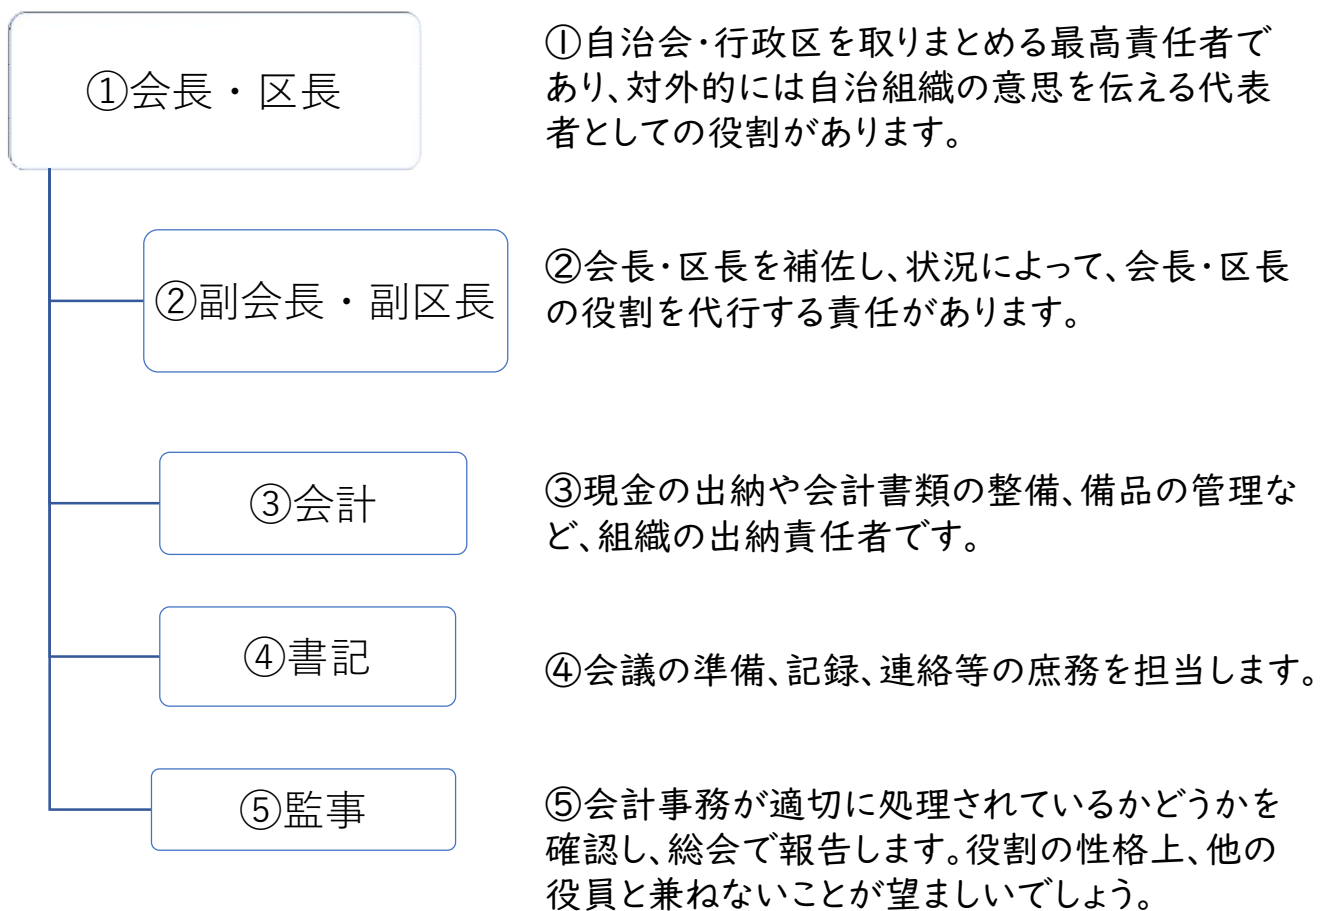 ①会長・区長
①自治会・行政区を取りまとめる最高責任者で
あり、対外的には自治組織の意思を伝える代表
者としての役割があります。
②副会長・副区長
②会長・区長を補佐し、状況によって、会長・区長
の役割を代行する責任があります。
③会計
③現金の出納や会計書類の整備、備品の管理な
ど、組織の出納責任者です。
④書記
④会議の準備、記録、連絡等の庶務を担当します。
⑤監事
⑤会計事務が適切に処理されているかどうかを
確認し、総会で報告します。役割の性格上、他の
役員と兼ねないことが望ましいでしょう。